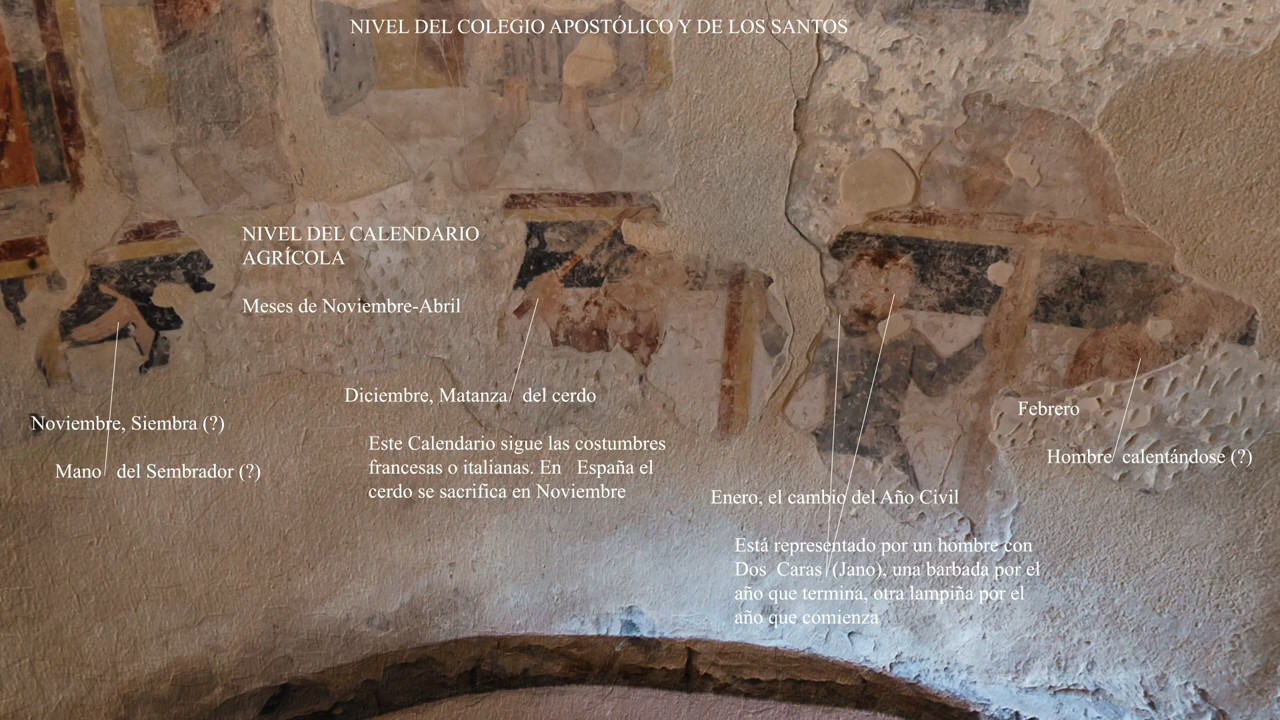 NIVEL DEL COLEGIO APOSTÓLICO Y DE LOS SANTOS
NIVEL DEL CALENDARIO
AGRÍCOLA
Meses de Noviembre-Abril
Noviembre, Siembra (?)
Mano del Sembrador (?)
Diciembre, Matanza del cerdo
Este Calendario sigue las costumbres
francesas o italianas. En España el
cerdo se sacrifica en Noviembre
Enero, el cambio del Año Civil
Está representado por un hombre con
Dos Caras (Jano), una barbada por el
año que termina, otra lampiña por el
año que comienza
Febrero
Hombre calentándose (?)